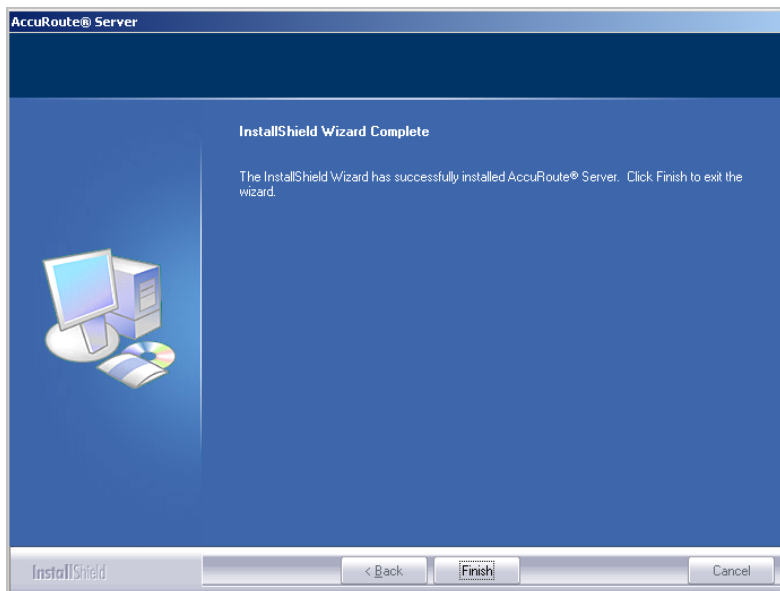 AccuRoute® Server
InstallShield Wizard Complete
The InstallShield Wizard has successfully installed AccuRoute® Server. Click Finish to exit the
wizard.
InstallShield
< Back
Finish
Cancel